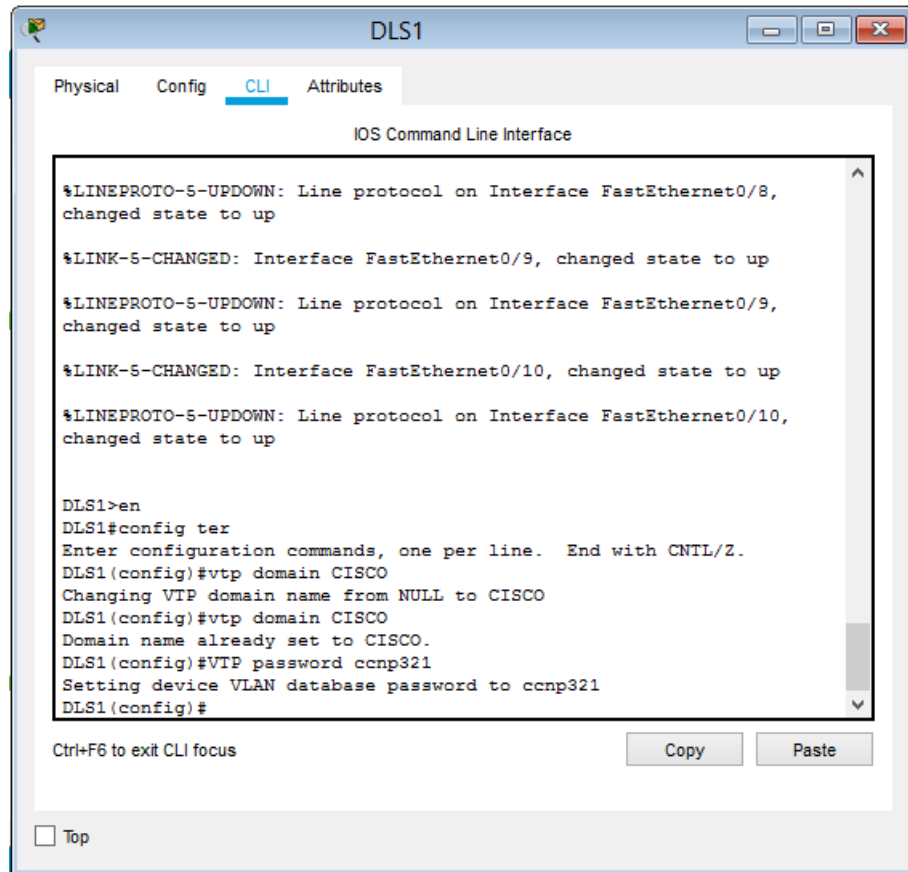 DLS1
Physical Config CLI Attributes
IOS Command Line Interface
%LINEPROTO-5-UPDOWN: Line protocol on Interface FastEthernet0/8,
changed state to up
%LINK-5-CHANGED: Interface FastEthernet0/9, changed state to up
%LINEPROTO-5-UPDOWN: Line protocol on Interface FastEthernet0/9,
changed state to up
%LINK-5-CHANGED: Interface FastEthernet0/10, changed state to up
%LINEPROTO-5-UPDOWN: Line protocol on Interface FastEthernet0/10,
changed state to up
DLS1>en
DLS1#config ter
Enter configuration commands, one per line.  End with CNTL/Z.
DLS1(config)#vtp domain CISCO
Changing VTP domain name from NULL to CISCO
DLS1(config)#vtp domain CISCO
Domain name already set to CISCO.
DLS1(config)#VTP password ccnp321
Setting device VLAN database password to ccnp321
DLS1(config)#
Ctrl+F6 to exit CLI focus Copy Paste
Top